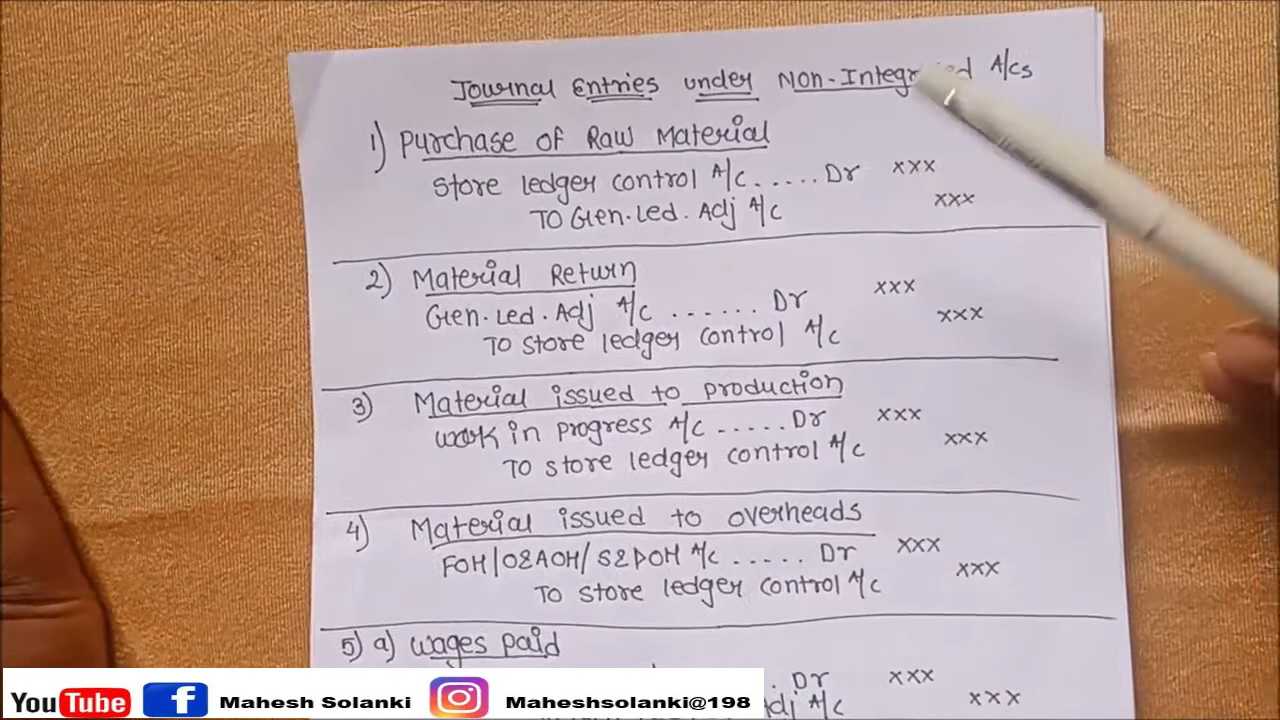 Journal Entries under Non-Integrated A/cs
1) Purchase of Raw Material
Store ledger control A/c..... Dr xxx
To Gen.Led.Adj A/c xxx
2) Material Return
Gen.Led.Adj A/c ...... Dr xxx
To store ledger control A/c xxx
3) Material issued to production
work in progress A/c ..... Dr xxx
To store ledger control A/c xxx
4) Material issued to overheads
FOH/O&AOH/S&DOH A/c ..... Dr xxx
To store ledger control A/c xxx
5) a) wages paid
. Dr xxx
Adj A/c xxx
YouTube f Mahesh Solanki Maheshsolanki@198